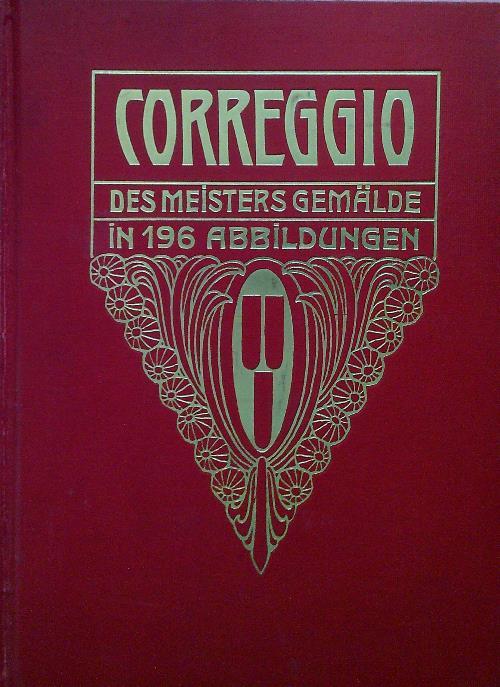 CORREGGIO
DES MEISTERS GEMÄLDE
IN 196 ABBILDUNGEN